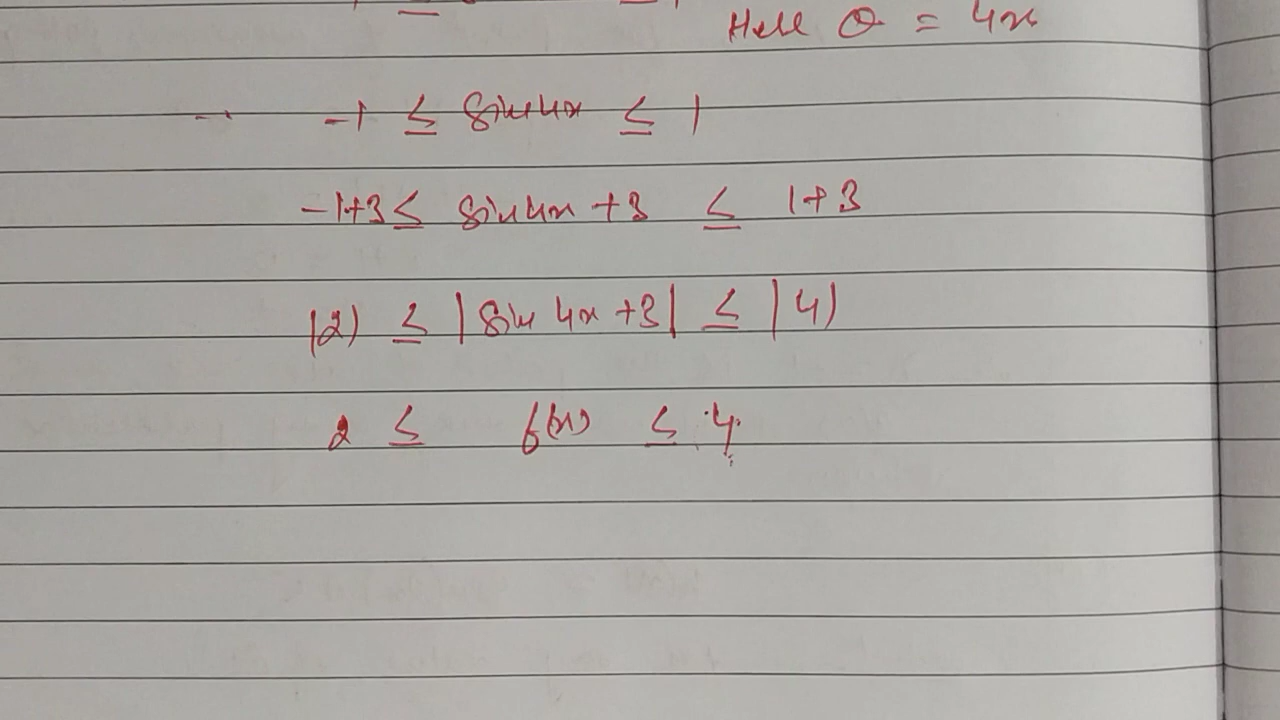 Here θ = 4x
∴ -1 ≤ Sin4x ≤ 1
-1+3 ≤ Sin4x +3 ≤ 1+3
|2| ≤ |Sin 4x +3| ≤ |4|
2 ≤ f(x) ≤ 4